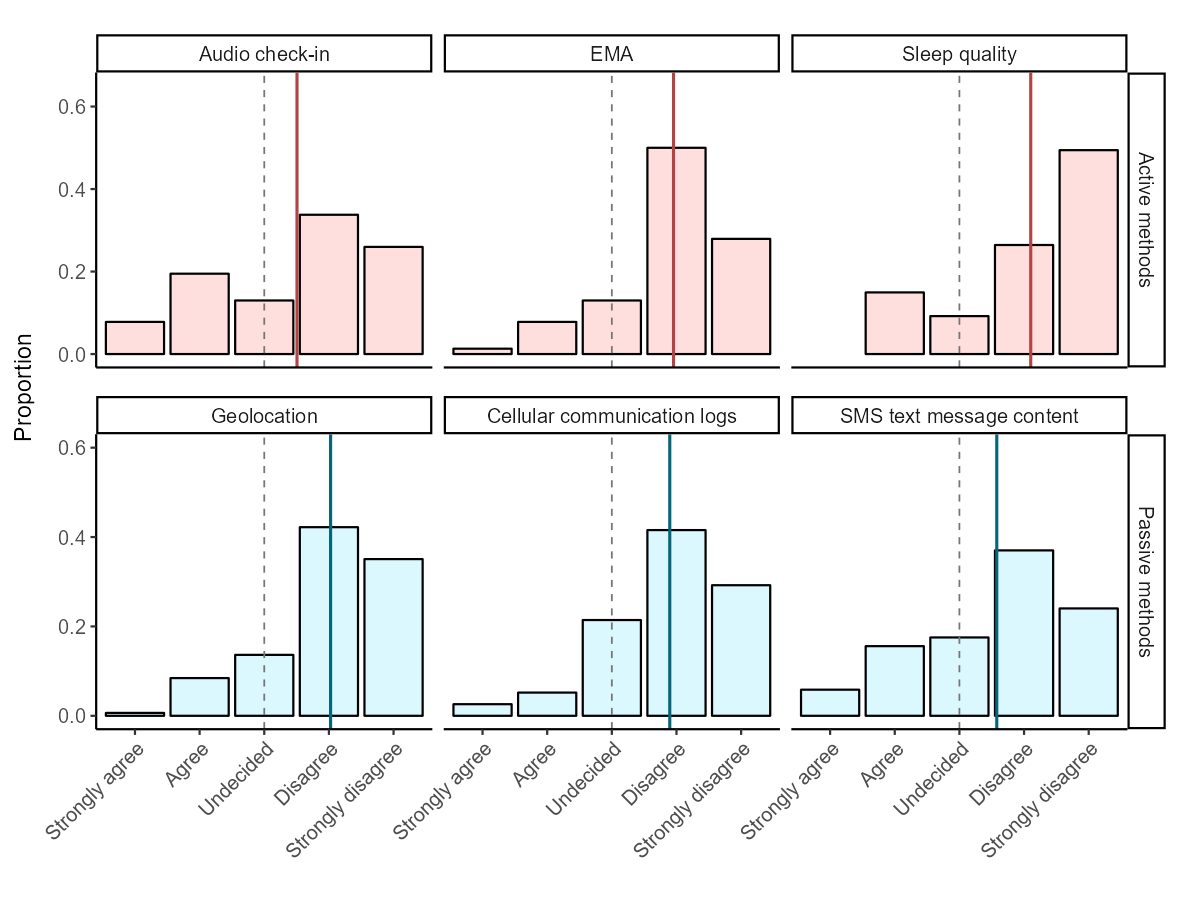 Audio check-in
EMA
Sleep quality
0.6
0.4
0.2
0.0
Active methods
Proportion
Geolocation
Cellular communication logs
SMS text message content
0.6
0.4
0.2
0.0
Passive methods
Strongly agree
Agree
Undecided
Disagree
Strongly disagree
Strongly agree
Agree
Undecided
Disagree
Strongly disagree
Strongly agree
Agree
Undecided
Disagree
Strongly disagree